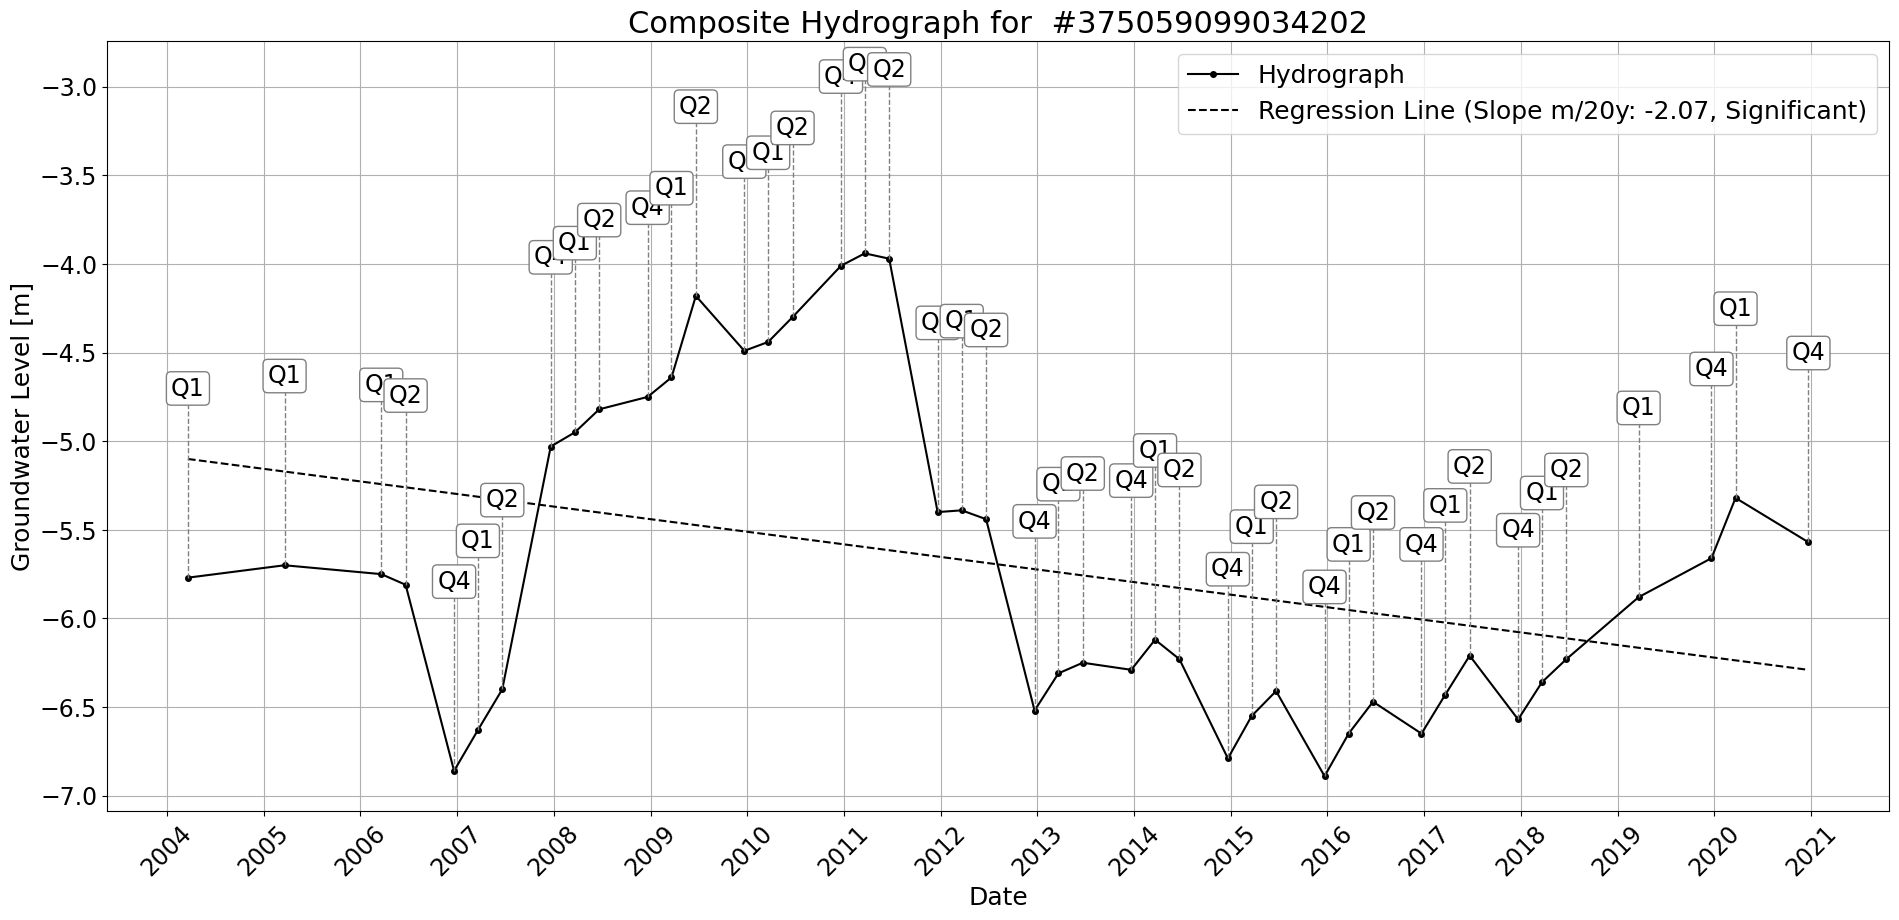 Composite Hydrograph for  #375059099034202
Hydrograph
Regression Line (Slope m/20y: -2.07, Significant)
Groundwater Level [m]
−3.0
−3.5
−4.0
−4.5
−5.0
−5.5
−6.0
−6.5
−7.0
Q1
Q1
Q1
Q2
Q4
Q1
Q2
Q4
Q1
Q2
Q4
Q1
Q2
Q1
Q2
Q2
Q1
Q2
Q4
Q2
Q4
Q1
Q2
Q4
Q1
Q2
Q4
Q1
Q2
Q4
Q1
Q2
Q4
Q1
Q2
Q1
Q4
Q1
Q4
2004
2005
2006
2007
2008
2009
2010
2011
2012
2013
2014
2015
2016
2017
2018
2019
2020
2021
Date